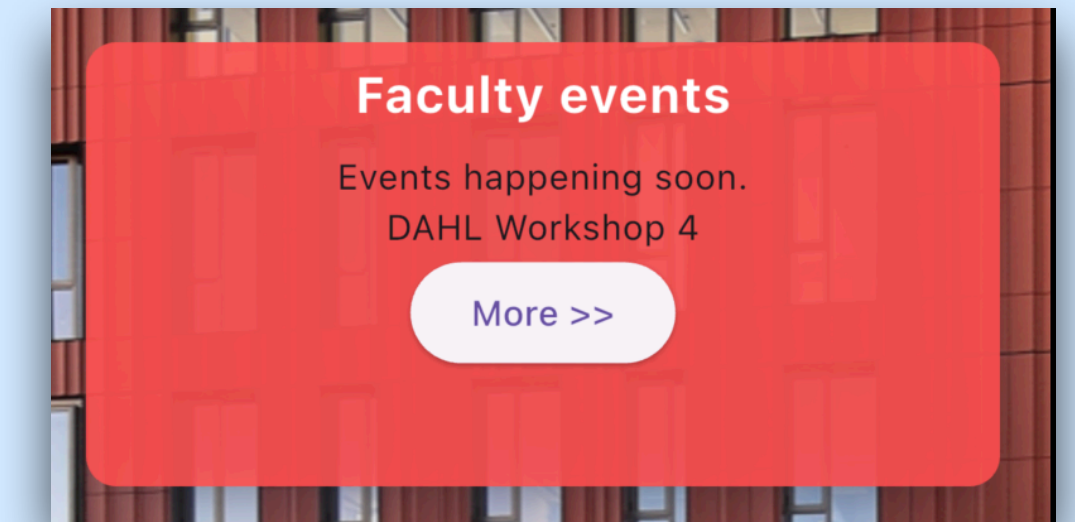 Faculty events
Events happening soon.
DAHL Workshop 4
More >>